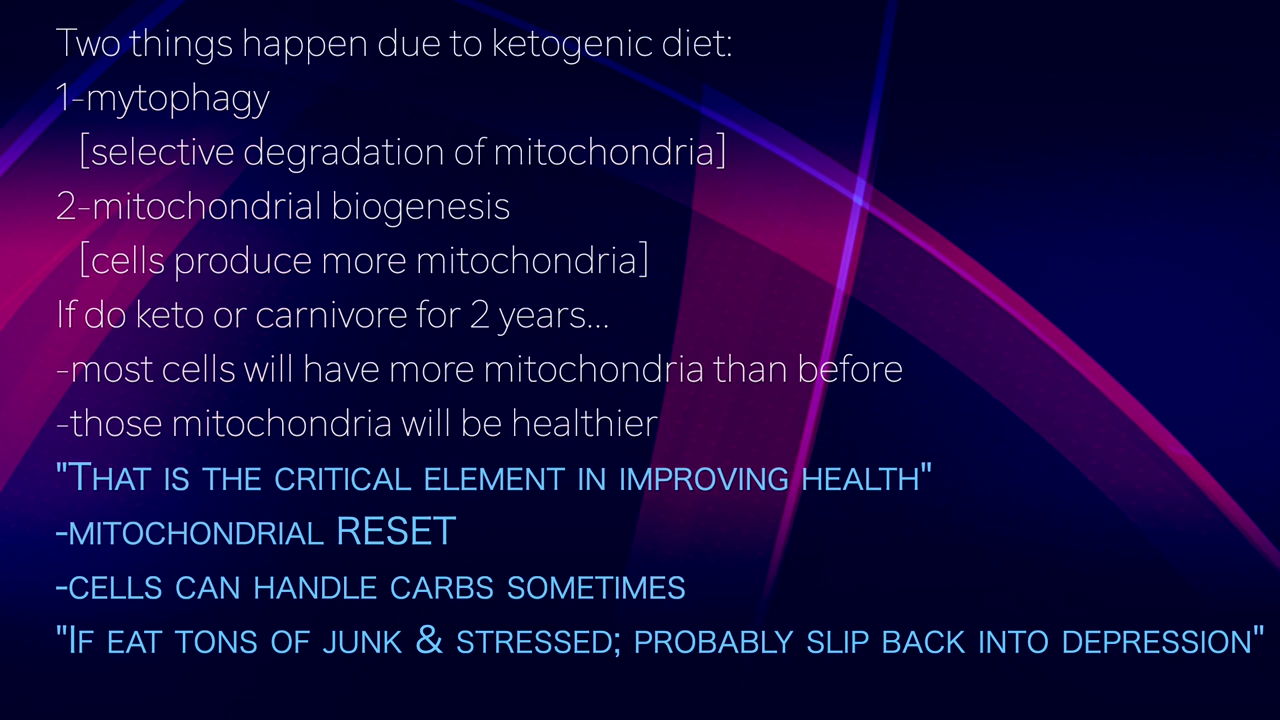 Two things happen due to ketogenic diet:
1-mytophagy
[selective degradation of mitochondria]
2-mitochondrial biogenesis
[cells produce more mitochondria]
If do keto or carnivore for 2 years...
-most cells will have more mitochondria than before
-those mitochondria will be healthier
"That is the critical element in improving health"
-mitochondrial RESET
-cells can handle carbs sometimes
"If eat tons of junk & stressed; probably slip back into depression"